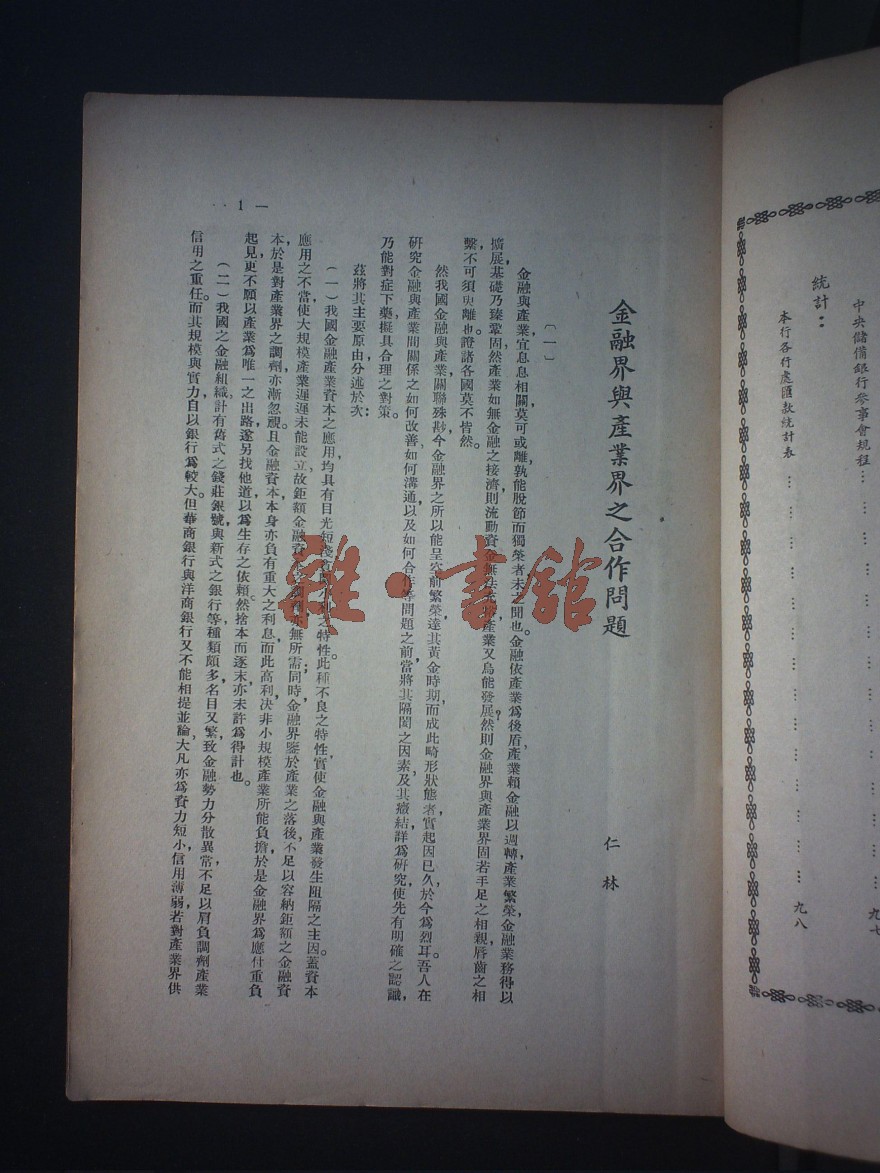 中央儲備銀行參事會規程 … … … … … … … … … … 九七
統計：
本行各行處匯款統計表 … … … … … … … … … … 九八
金融界與產業界之合作問題
仁林
（一）
金融與產業，宜息息相關，莫可或離，孰能脫節而獨榮者，未之聞也。金融依產業爲後盾，產業賴金融以週轉，產業繁榮，金融業務得以
擴展，基礎乃臻鞏固，然產業如無金融之接濟，則流動資金無法 產業又烏能發展？然則金融界與產業界固若手足之相親，唇齒之相
繫，不可須臾離也。證諸各國，莫不皆然。
然我國金融與產業，關聯殊尠，今金融界之所以能呈空前繁榮，達其黃金時期，而成此畸形狀態者，實起因已久，於今爲烈耳。吾人在
研究金融與產業間關係之如何改善，如何溝通，以及如何合作等問題之前，當將其隔閡之因素，及其癥結，詳爲研究，使先有明確之認識，
乃能對症下藥，擬具合理之對策。
茲將其主要原由，分述於次：
（一）我國金融產業資本之應用，均具有目光短淺 之特性，此種不良之特性，實使金融與產業發生阻隔之主因，蓋資本
應用之不當，使大規模產業遲遲未能設立，故鉅額金融資本 無所需；同時，金融界鑒於產業之落後，不足以容納鉅額之金融資
本，於是對產業界之調劑，亦漸忽視。且金融資本本身亦負有重大之利息，而此高利決非小規模產業所能負擔，於是金融界爲應付重負
起見，更不願以產業爲唯一之出路，遂另找他道，以爲生存之依賴。然捨本而逐末，亦未許爲得計也。
（二）我國之金融組織，計有舊式之錢莊銀號與新式之銀行等，種類頗多，名目又繁，致金融勢力分散異常，不足以肩負調劑產業
信用之重任。而其規模與實力，自以銀行爲較大。但華商銀行與洋商銀行又不能相提並論，大凡亦爲資力短小，信用薄弱，若對產業界供
— 1
雜·書館